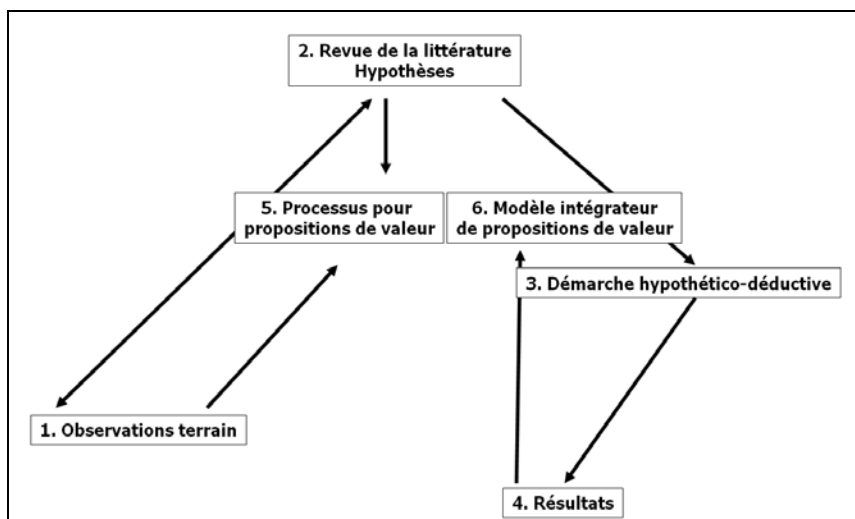 2. Revue de la littérature
Hypothèses
5. Processus pour
propositions de valeur
6. Modèle intégrateur
de propositions de valeur
3. Démarche hypothético-déductive
1. Observations terrain
4. Résultats